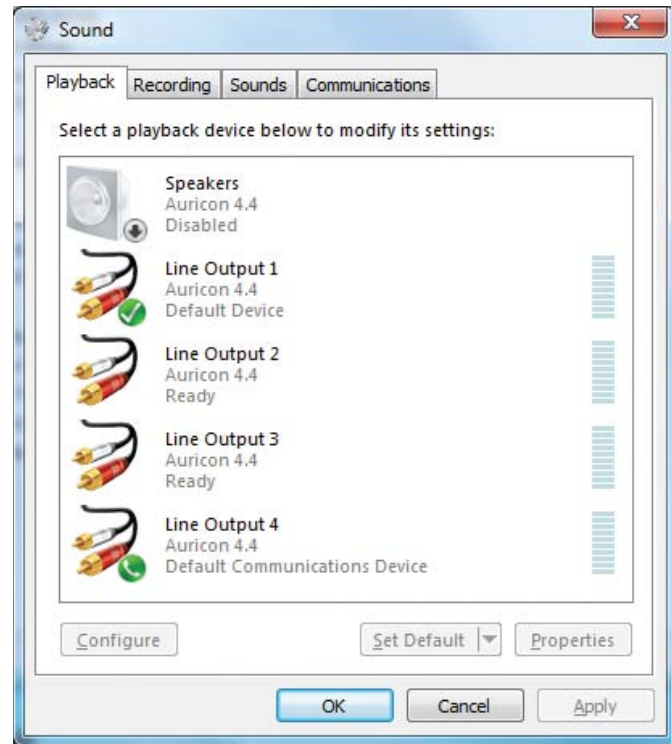 Sound
Playback Recording Sounds Communications
Select a playback device below to modify its settings:
Speakers
Auricon 4.4
Disabled
Line Output 1
Auricon 4.4
Default Device
Line Output 2
Auricon 4.4
Ready
Line Output 3
Auricon 4.4
Ready
Line Output 4
Auricon 4.4
Default Communications Device
Configure Set Default Properties
OK Cancel Apply